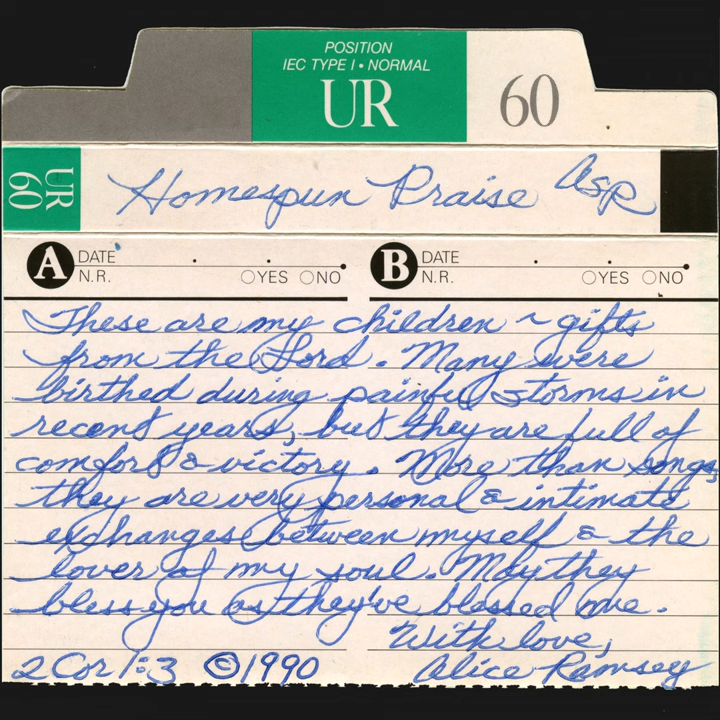 POSITION
IEC TYPE I • NORMAL
UR
60
UR
60
Homespun Praise
A
DATE
N.R.
YES
NO
B
DATE
N.R.
YES
NO
These are my children ~ gifts
from the Lord. Many were
birthed during painful storms in
recent years, but they are full of
comfort & victory. More than songs,
they are very personal & intimate
exchanges between myself & the
lover of my soul. May they
bless you as they've blessed me.
With love,
2 Cor 1:3 ©1990 Alice Ramsey